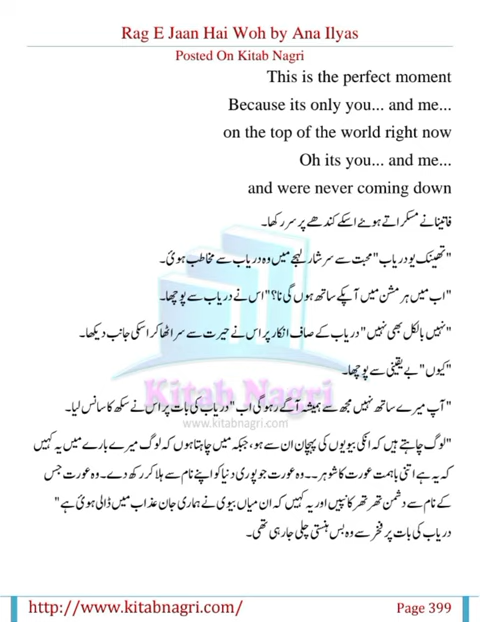 Rag E Jaan Hai Woh by Ana Ilyas
Posted On Kitab Nagri
This is the perfect moment
Because its only you... and me...
on the top of the world right now
Oh its you... and me...
and were never coming down
فاتینا نے مسکراتے ہوئے اسکے کندھے پر سر رکھا۔
"تھینک یو دریاب" محبت سے سرشار لہجے میں وہ دریاب سے مخاطب ہوئ۔
"اب میں ہر مشن میں آپکے ساتھ ہوں گی نا؟" اس نے دریاب سے پوچھا۔
"نہیں بالکل بھی نہیں" دریاب کے صاف انکار پر اس نے حیرت سے سر اٹھا کر اسکی جانب دیکھا۔
"کیوں" بے یقینی سے پوچھا۔
Kitab Nagri
www.kitabnagri.com
"آپ میرے ساتھ نہیں مجھ سے ہمیشہ آگے رہو گی اب" دریاب کی بات پر اس نے سکھ کا سانس لیا۔
"لوگ چاہتے ہیں کہ انکی بیویوں کی پہچان ان سے ہو، جبکہ میں چاہتا ہوں کہ لوگ میرے بارے میں یہ کہیں
کہ یہ ہے اتنی باہمت عورت کا شوہر۔۔وہ عورت جو پوری دنیا کو اپنے نام سے ہلا کر رکھ دے۔ وہ عورت جس
کے نام سے دشمن تھر تھر کانپیں اور یہ کہیں کہ ان میاں بیوی نے ہماری جان عذاب میں ڈالی ہوئ ہے"
دریاب کی بات پر فخر سے وہ بس ہنستی چلی جا رہی تھی۔
http://www.kitabnagri.com/
Page 399